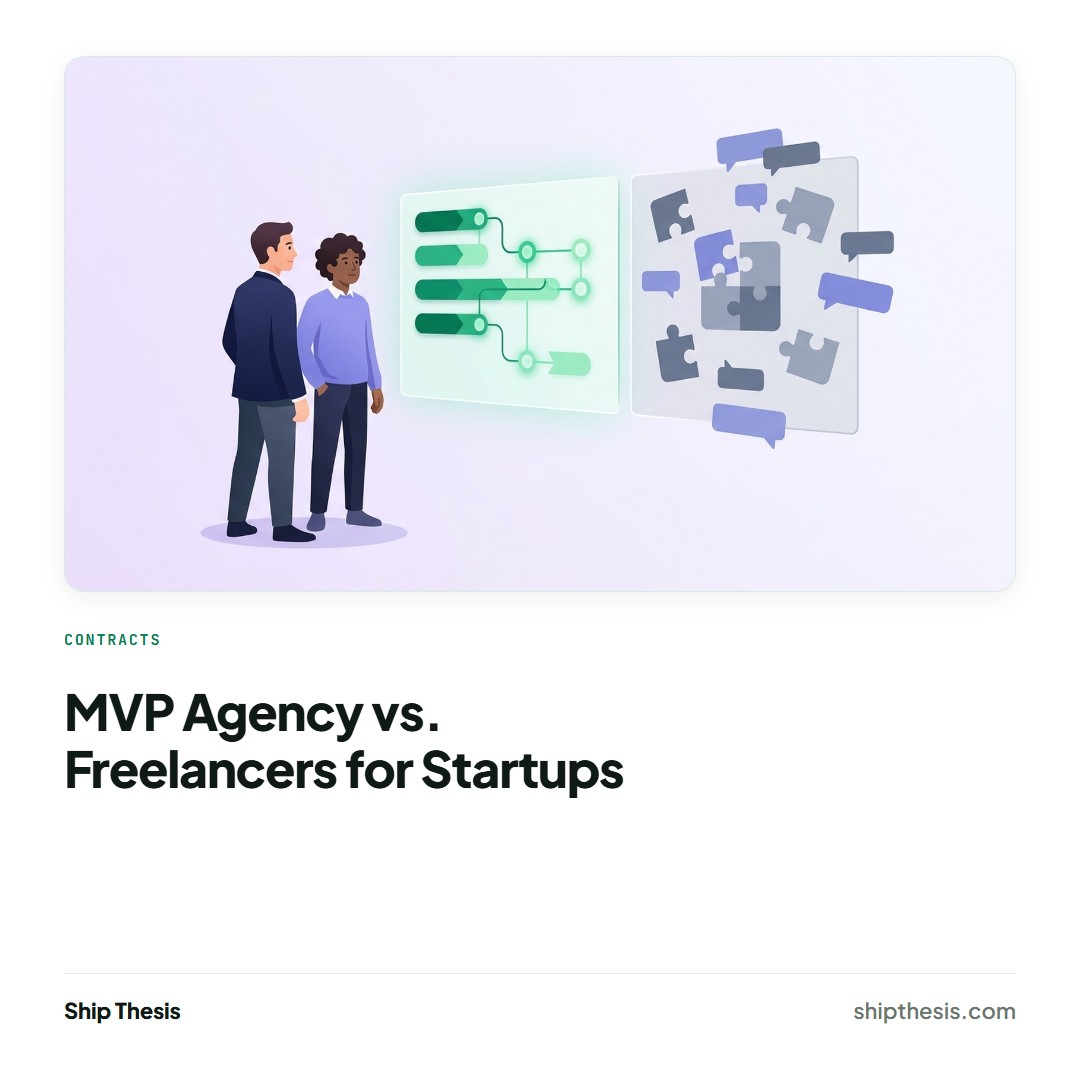 CONTRACTS
MVP Agency vs.
Freelancers for Startups
Ship Thesis
shipthesis.com